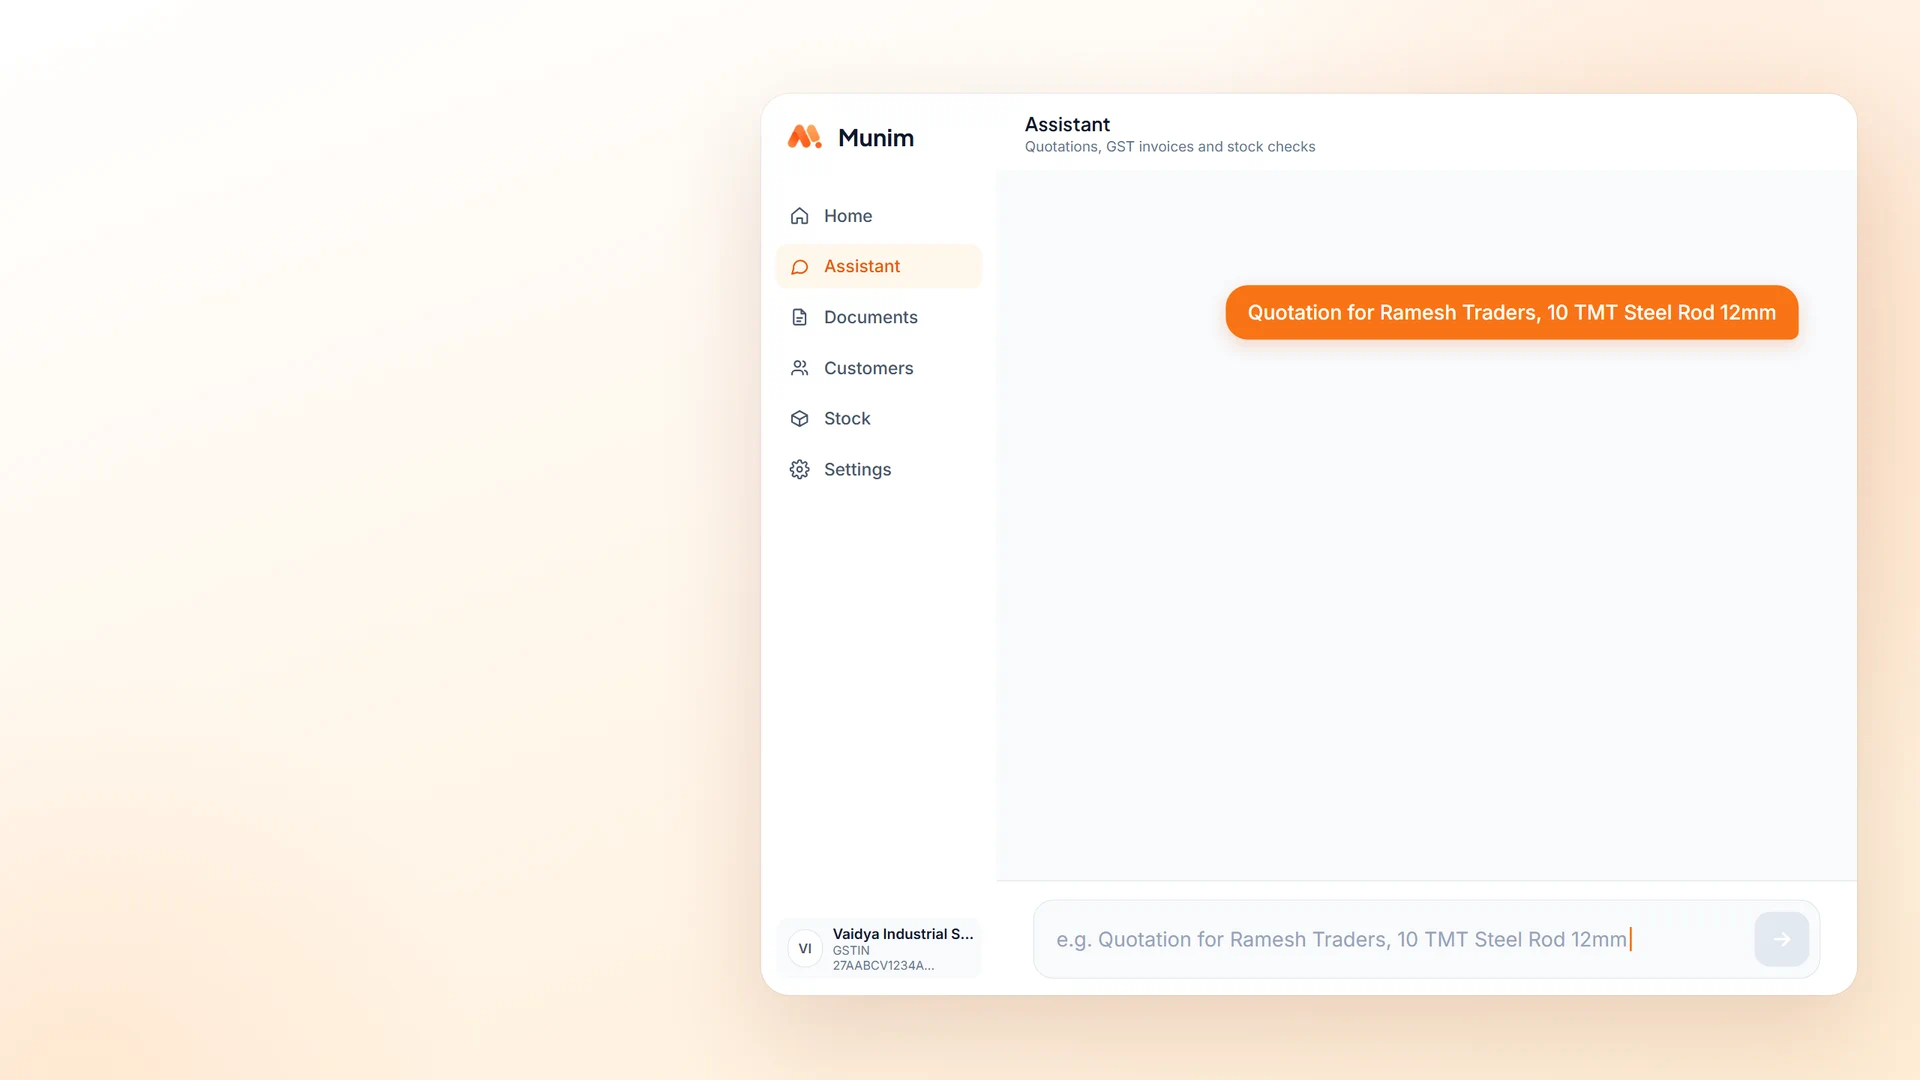 Munim
Assistant
Quotations, GST invoices and stock checks
Home
Assistant
Documents
Customers
Stock
Settings
Quotation for Ramesh Traders, 10 TMT Steel Rod 12mm
VI
Vaidya Industrial S...
GSTIN
27AABCV1234A...
e.g. Quotation for Ramesh Traders, 10 TMT Steel Rod 12mm